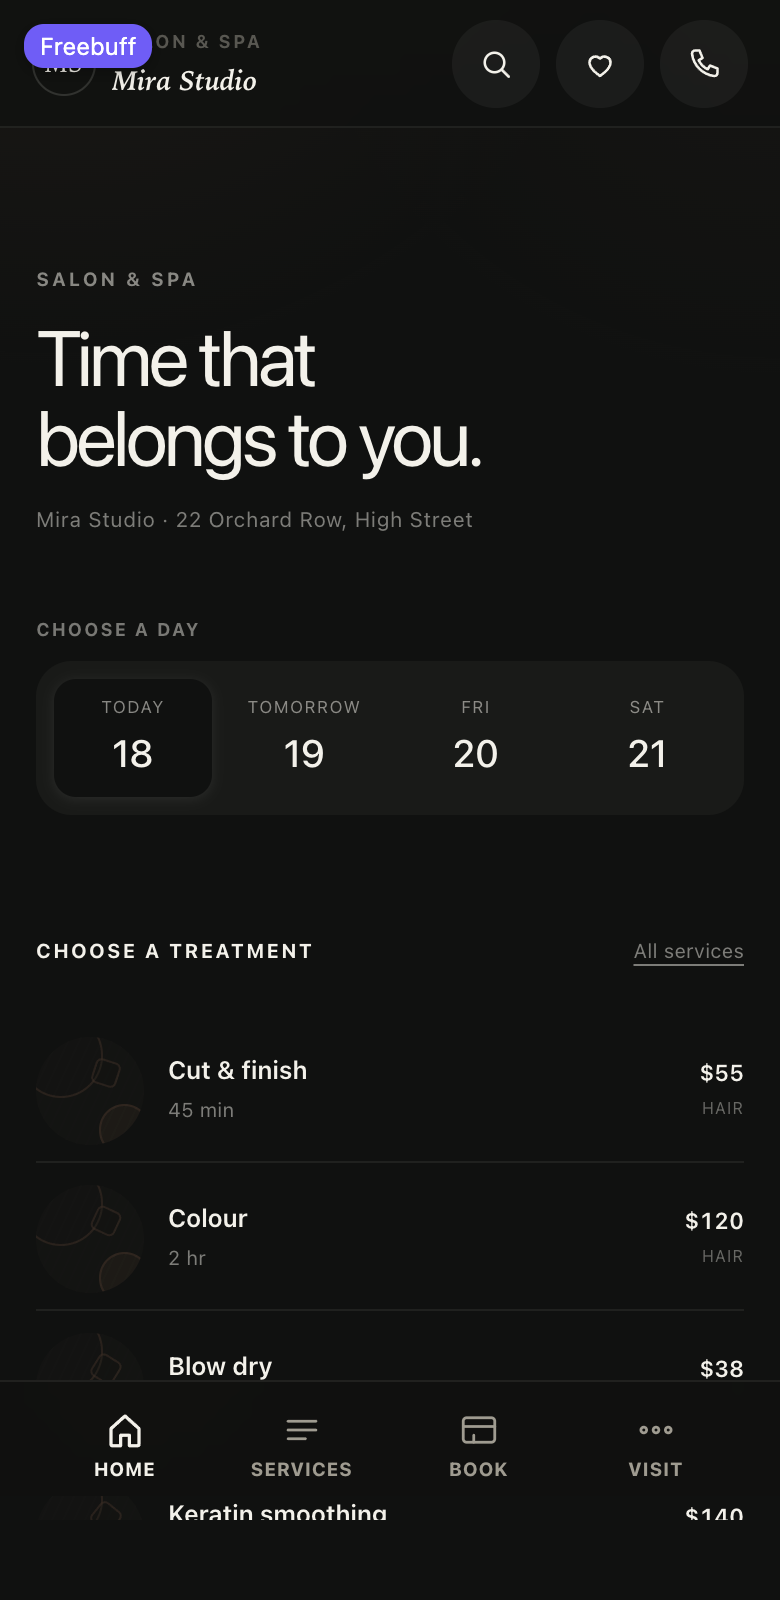 Freebuff
ON & SPA
MS
Mira Studio
SALON & SPA
Time that
belongs to you.
Mira Studio · 22 Orchard Row, High Street
CHOOSE A DAY
TODAY TOMORROW FRI SAT
18 19 20 21
CHOOSE A TREATMENT All services
Cut & finish $55
45 min HAIR
Colour $120
2 hr HAIR
Blow dry $38
HOME SERVICES BOOK VISIT
Keratin smoothing $140